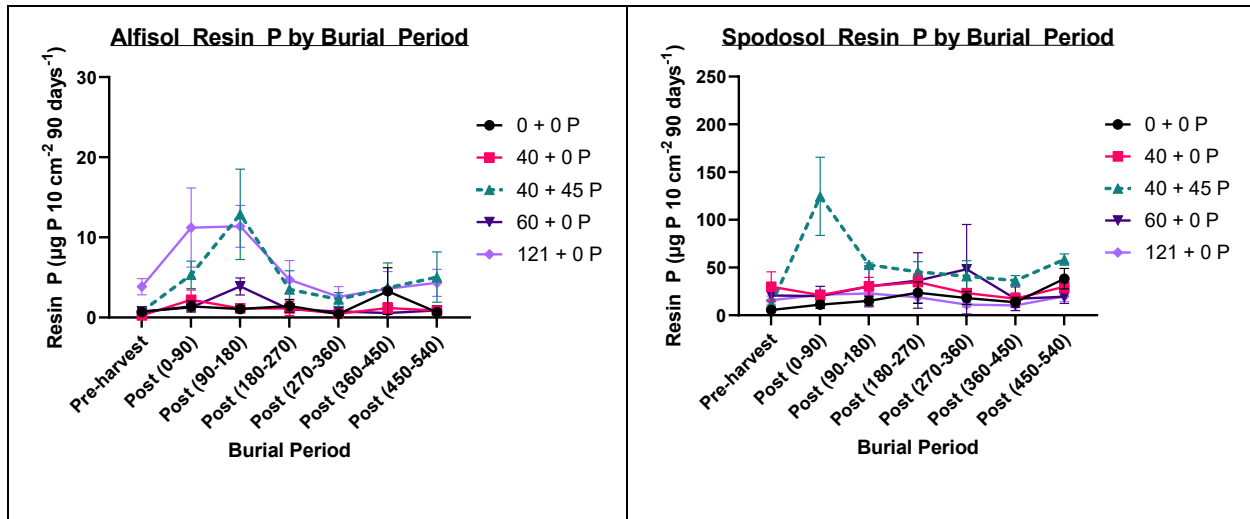 Alfisol Resin P by Burial Period
30
20
10
0
Resin P (µg P 10 cm⁻² 90 days⁻¹)
Pre-harvest
Post (0-90)
Post (90-180)
Post (180-270)
Post (270-360)
Post (360-450)
Post (450-540)
Burial Period
0 + 0 P
40 + 0 P
40 + 45 P
60 + 0 P
121 + 0 P
Spodosol Resin P by Burial Period
250
200
150
100
50
0
Resin P (µg P 10 cm⁻² 90 days⁻¹)
Pre-harvest
Post (0-90)
Post (90-180)
Post (180-270)
Post (270-360)
Post (360-450)
Post (450-540)
Burial Period
0 + 0 P
40 + 0 P
40 + 45 P
60 + 0 P
121 + 0 P